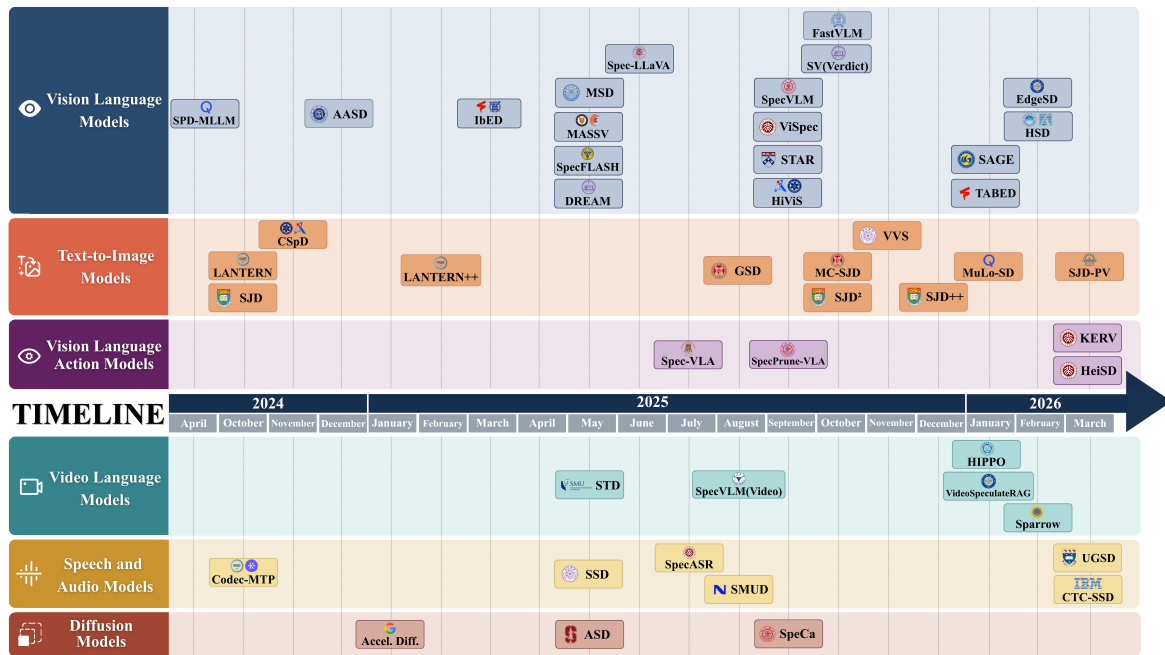 FastVLM
Spec-LLaVA
SV(Verdict)
MSD
SpecVLM
EdgeSD
Vision Language
Models
SPD-MLLM
AASD
IbED
MASSV
ViSpec
HSD
SpecFLASH
STAR
SAGE
DREAM
HiViS
TABED
Text-to-Image
Models
CSpD
VVS
LANTERN
LANTERN++
GSD
MC-SJD
MuLo-SD
SJD-PV
SJD
SJD²
SJD++
Vision Language
Action Models
Spec-VLA
SpecPrune-VLA
KERV
HeiSD
TIMELINE
2024
2025
2026
April
October
November
December
January
February
March
April
May
June
July
August
September
October
November
December
January
February
March
Video Language
Models
SMU
STD
SpecVLM(Video)
HIPPO
VideoSpeculateRAG
Sparrow
Speech and
Audio Models
Codec-MTP
SSD
SpecASR
SMUD
UGSD
IBM
CTC-SSD
Diffusion
Models
Accel. Diff.
ASD
SpeCa